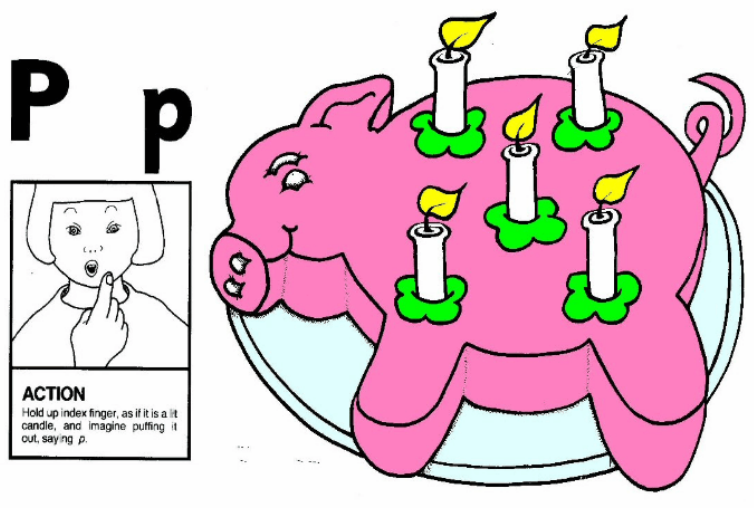 P p
ACTION
Hold up index finger, as if it is a lit
candle, and imagine puffing it
out, saying p.